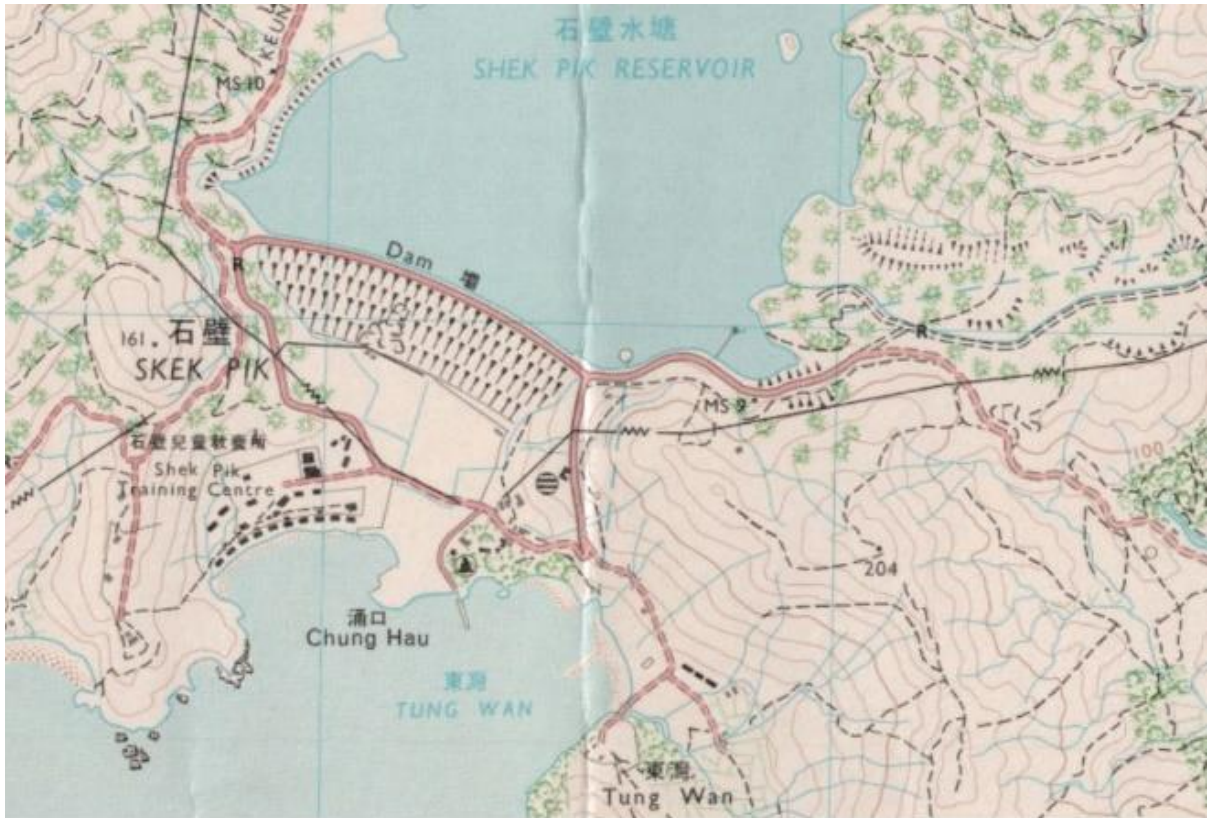 石壁水塘
SHEK PIK RESERVOIR
KEUN
MS 10
Dam 壩
R
161
石壁
SKEK PIK
R
MS 9
石壁兒童教養所
Shek Pik
Training Centre
100
204
涌口
Chung Hau
東灣
TUNG WAN
東灣
Tung Wan